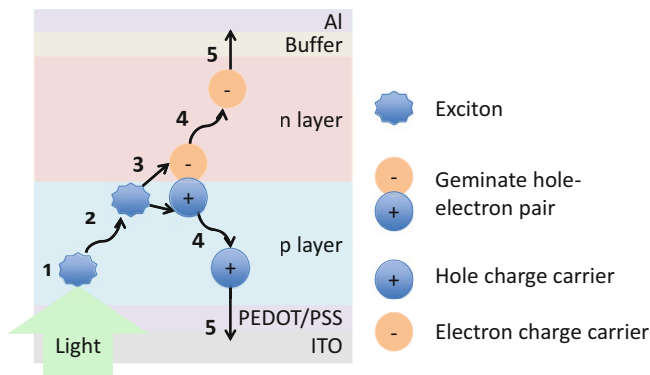 Al
Buffer
5
-
n layer
4
3
-
+
2
4
p layer
1
+
PEDOT/PSS
5
Light
ITO
Exciton
-
+
Geminate hole-
electron pair
+
Hole charge carrier
-
Electron charge carrier